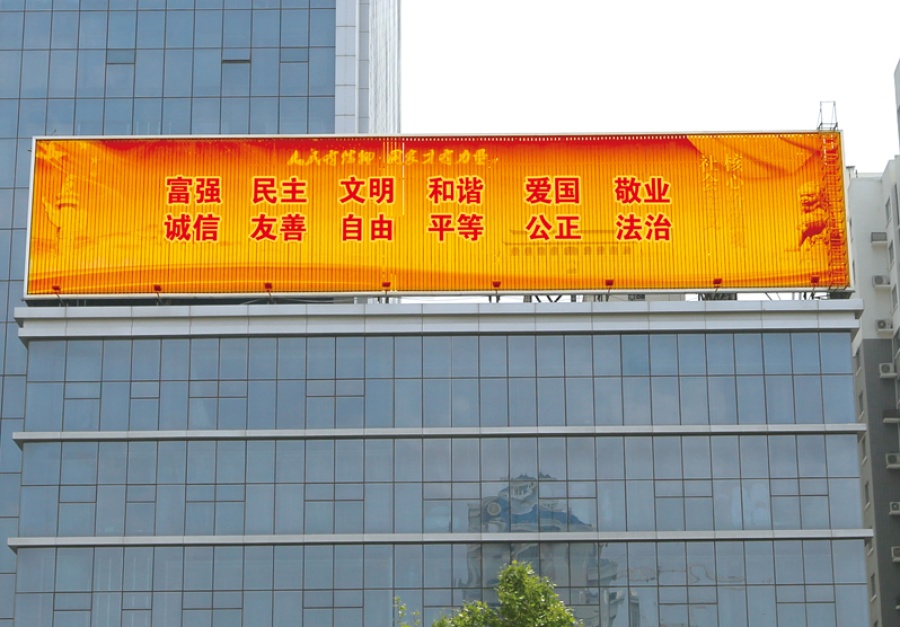 人民有信仰 国家才有力量
富强 民主 文明 和谐 爱国 敬业
诚信 友善 自由 平等 公正 法治